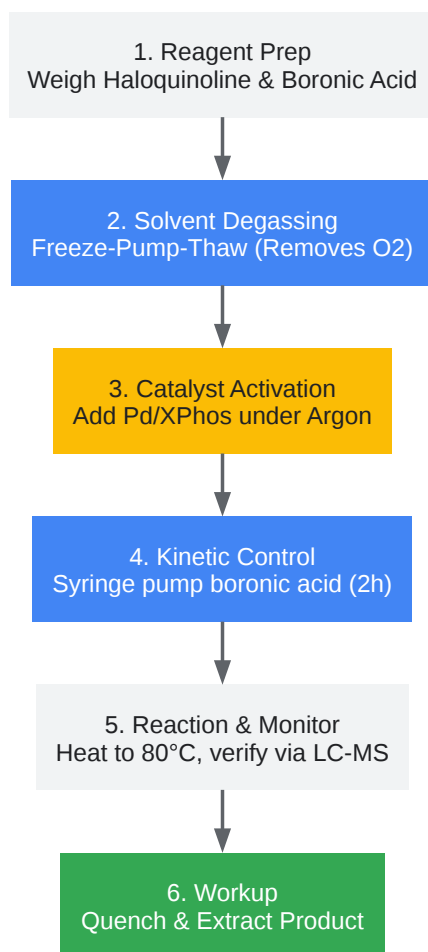 1. Reagent Prep
Weigh Haloquinoline & Boronic Acid
2. Solvent Degassing
Freeze-Pump-Thaw (Removes O2)
3. Catalyst Activation
Add Pd/XPhos under Argon
4. Kinetic Control
Syringe pump boronic acid (2h)
5. Reaction & Monitor
Heat to 80°C, verify via LC-MS
6. Workup
Quench & Extract Product